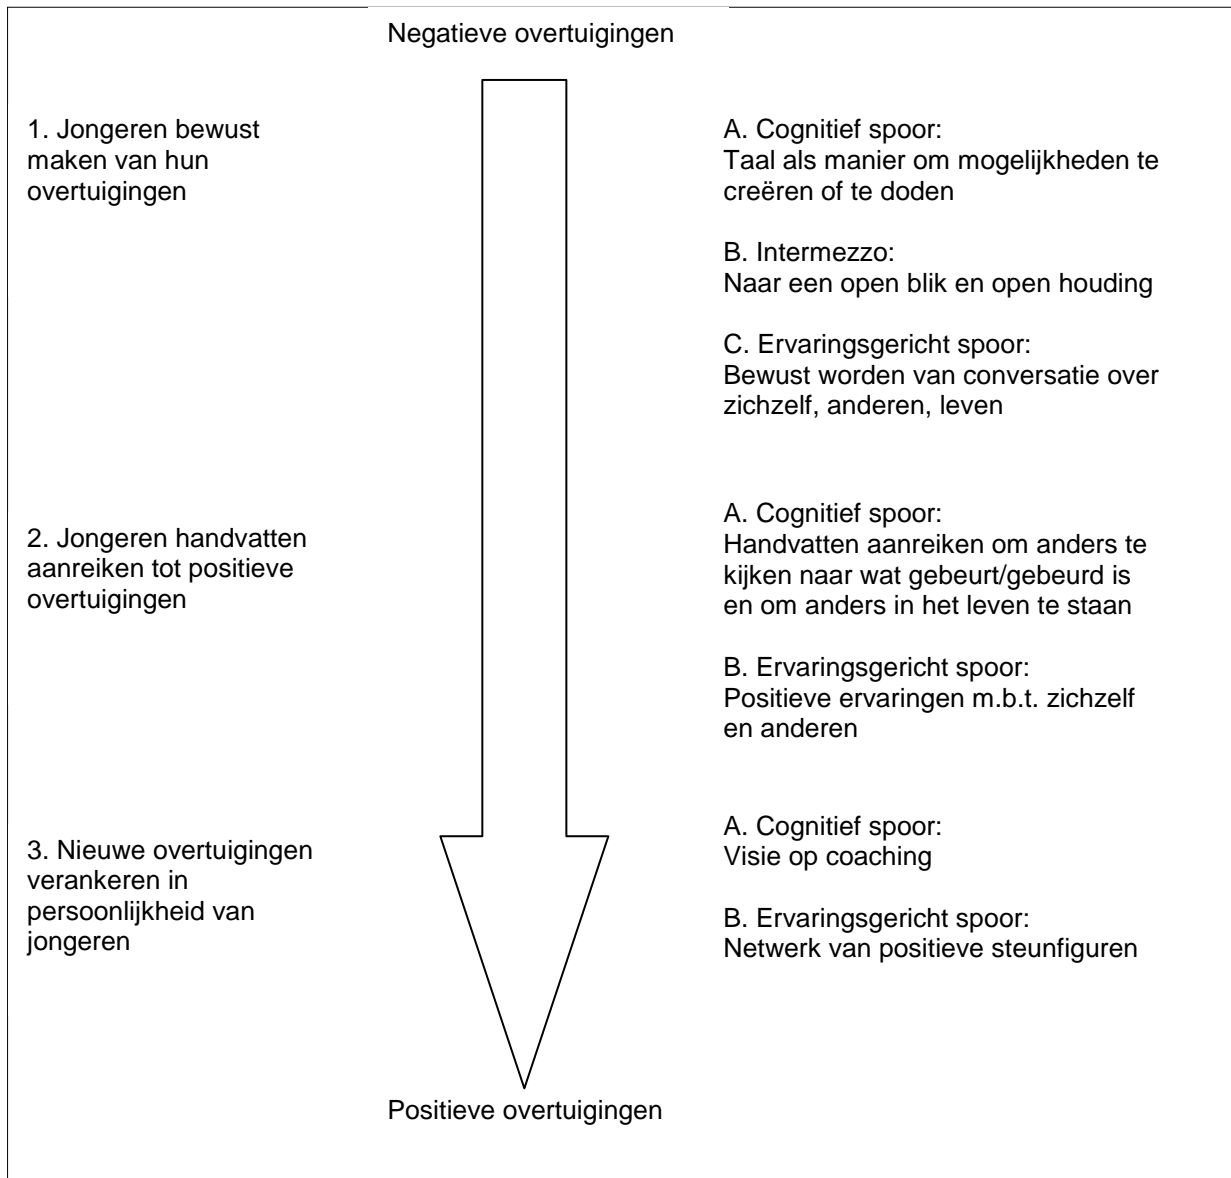 Negatieve overtuigingen
1. Jongeren bewust
maken van hun
overtuigingen
A. Cognitief spoor:
Taal als manier om mogelijkheden te
creëren of te doden
B. Intermezzo:
Naar een open blik en open houding
C. Ervaringsgericht spoor:
Bewust worden van conversatie over
zichzelf, anderen, leven
2. Jongeren handvatten
aanreiken tot positieve
overtuigingen
A. Cognitief spoor:
Handvatten aanreiken om anders te
kijken naar wat gebeurt/gebeurd is
en om anders in het leven te staan
B. Ervaringsgericht spoor:
Positieve ervaringen m.b.t. zichzelf
en anderen
3. Nieuwe overtuigingen
verankeren in
persoonlijkheid van
jongeren
A. Cognitief spoor:
Visie op coaching
B. Ervaringsgericht spoor:
Netwerk van positieve steunfiguren
Positieve overtuigingen